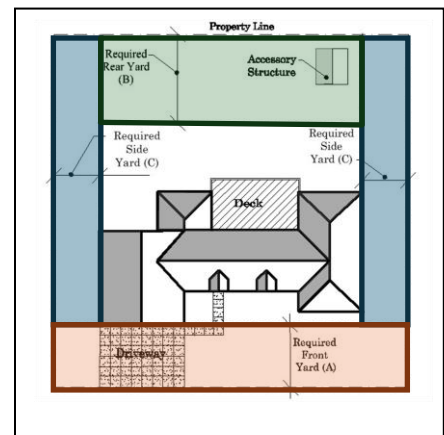 Property Line
Required
Rear Yard
(B)
Accessory
Structure
Required
Side
Yard (C)
Required
Side
Yard (C)
Deck
Driveway
Required
Front
Yard (A)